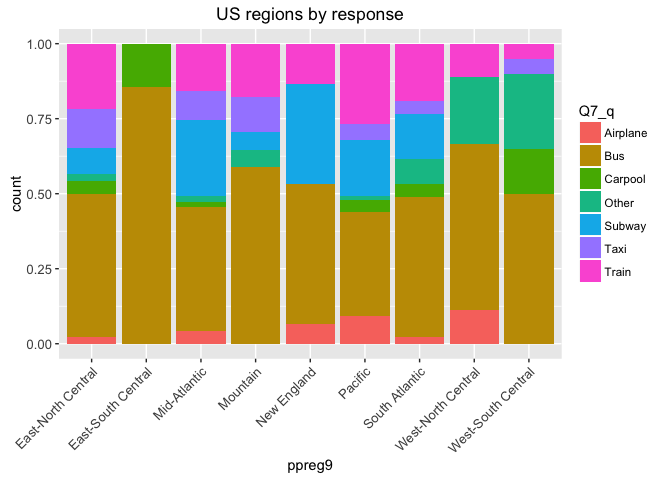 US regions by response
1.00
0.75
0.50
0.25
0.00
count
East-North Central
East-South Central
Mid-Atlantic
Mountain
New England
Pacific
South Atlantic
West-North Central
West-South Central
ppreg9
Q7_q
Airplane
Bus
Carpool
Other
Subway
Taxi
Train